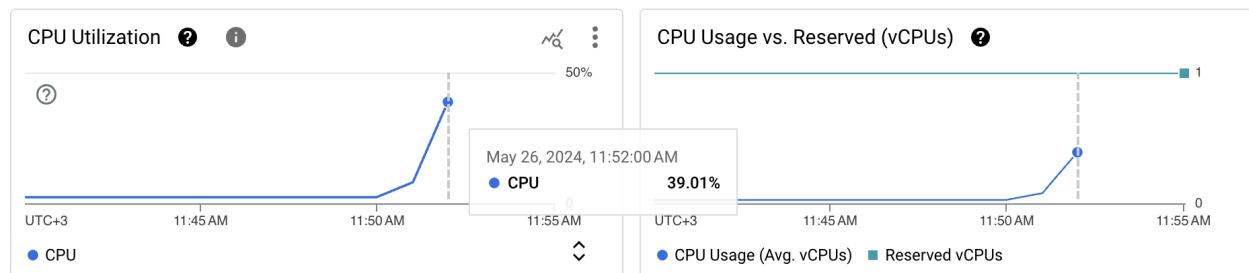 CPU Utilization
50%
0
UTC+3
11:45 AM
11:50 AM
11:55 AM
CPU
May 26, 2024, 11:52:00 AM
CPU 39.01%
CPU Usage vs. Reserved (vCPUs)
1
0
UTC+3
11:45 AM
11:50 AM
11:55 AM
CPU Usage (Avg. vCPUs)
Reserved vCPUs